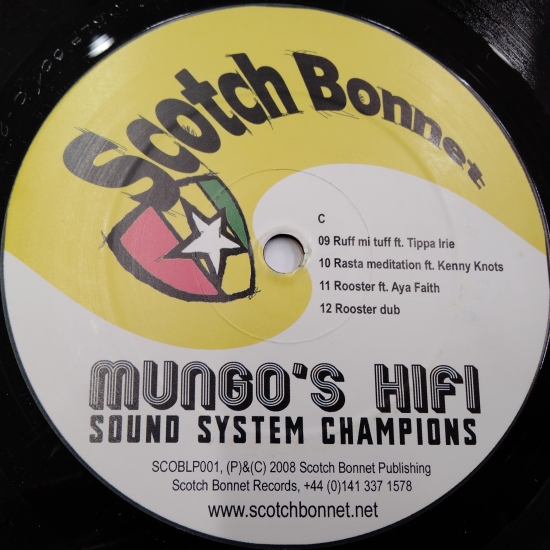 Scotch Bonnet
C
09 Ruff mi tuff ft. Tippa Irie
10 Rasta meditation ft. Kenny Knots
11 Rooster ft. Aya Faith
12 Rooster dub
MUNGO'S HIFI
SOUND SYSTEM CHAMPIONS
SCOBLP001, (P)&(C) 2008 Scotch Bonnet Publishing
Scotch Bonnet Records, +44 (0)141 337 1578
www.scotchbonnet.net